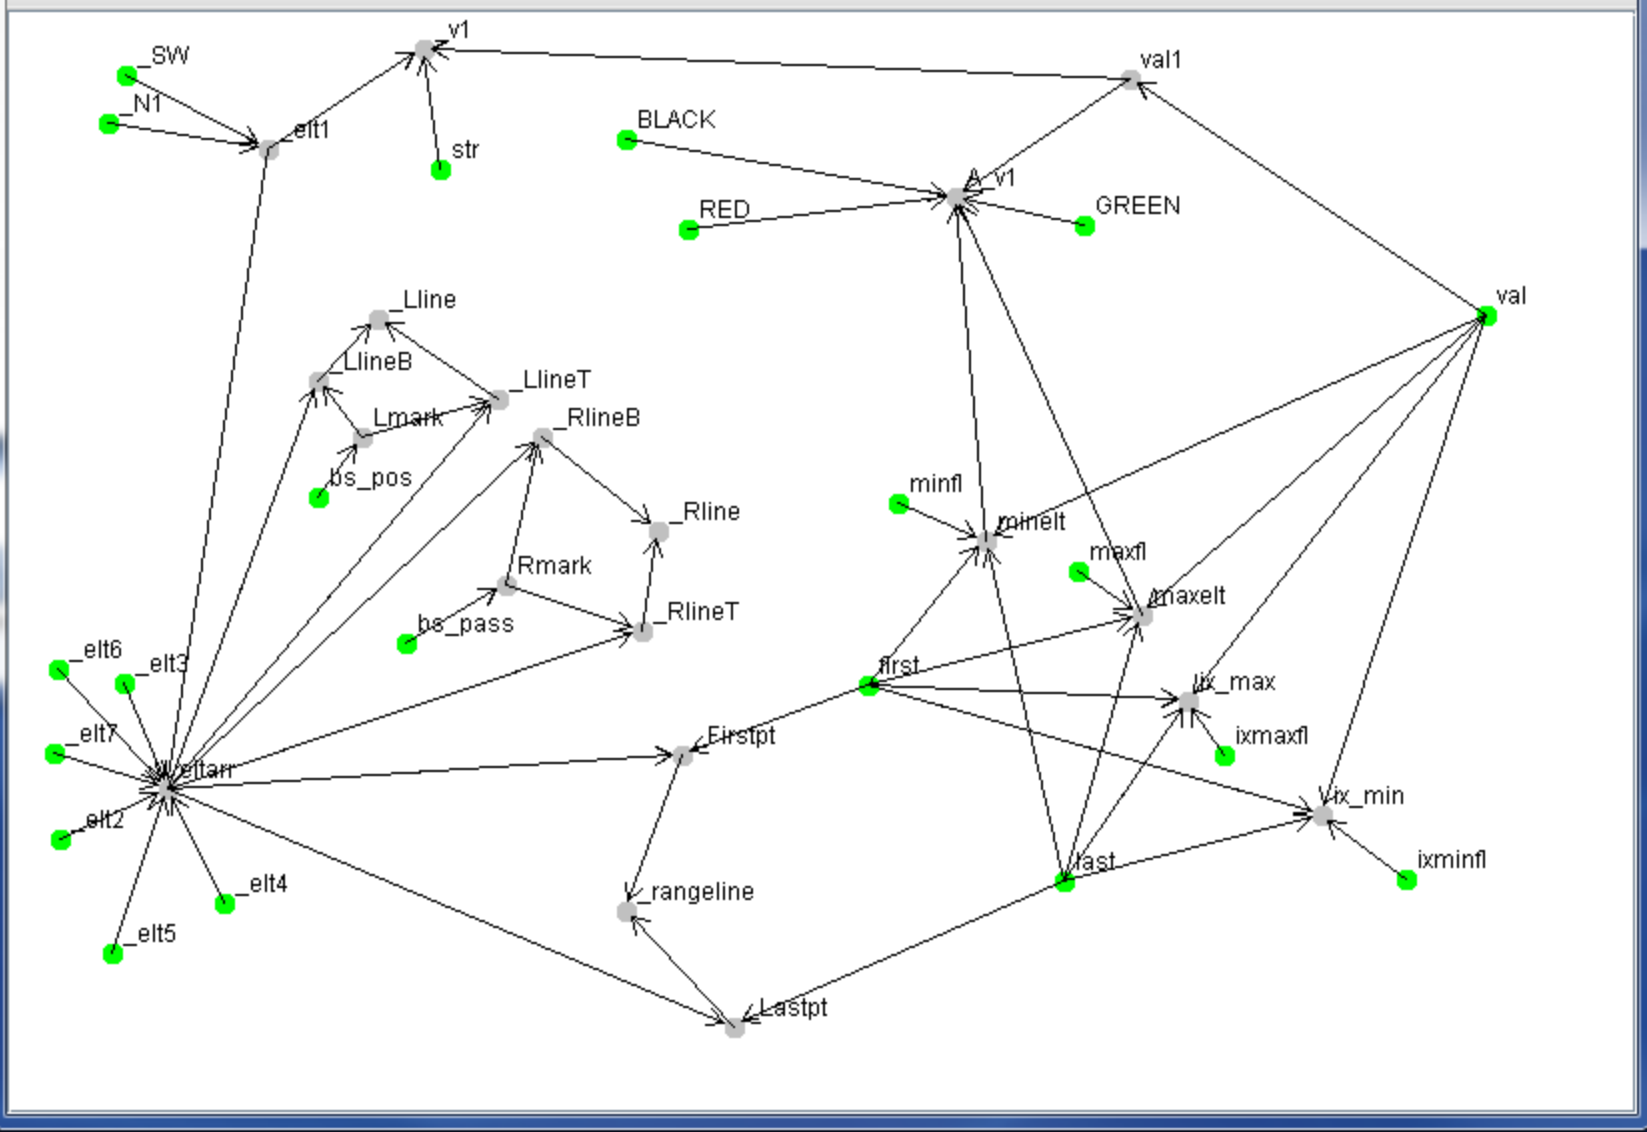 v1
_SW
val1
_N1
BLACK
_elt1
str
A_v1
RED
GREEN
val
_Lline
_LlineB
_LlineT
Lmark
_RlineB
bs_pos
minfl
_Rline
minelt
maxfl
Rmark
maxelt
_RlineT
bs_pass
_elt6
_elt3
first
ix_max
_elt7
Firstpt
ixmaxfl
_eltarr
ix_min
_elt2
last
ixminfl
_elt4
_rangeline
_elt5
Lastpt